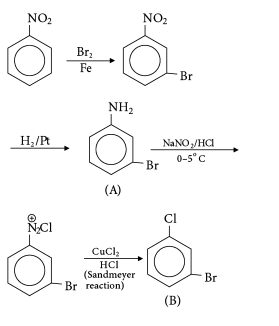 NO₂ NO₂
Br₂
Fe
Br
NH₂
H₂/Pt
NaNO₂/HCl
0–5° C
Br
(A)
⊕
N₂Cl Cl
CuCl₂
HCl
(Sandmeyer
reaction)
Br Br
(B)